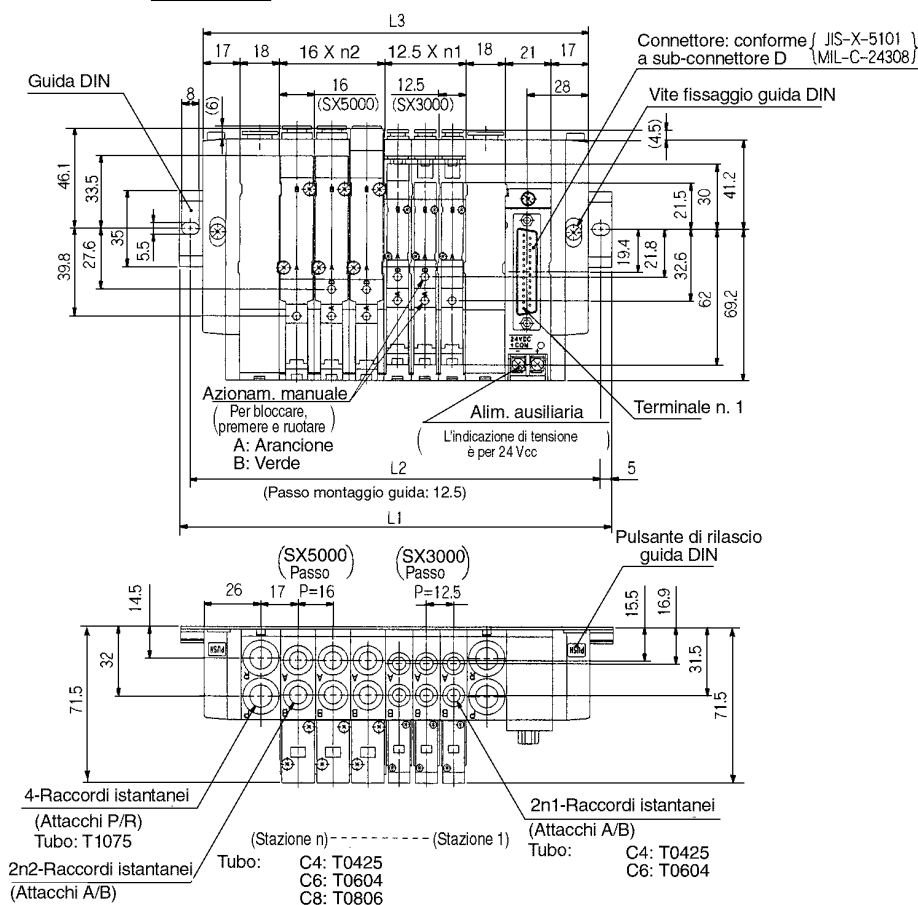 L3
17
18
16 X n2
12.5 X n1
18
21
17
Connettore: conforme { JIS-X-5101 }
a sub-connettore D { MIL-C-24308 }
Guida DIN
8
(6)
16
(SX5000)
12.5
(SX3000)
28
(4.5)
Vite fissaggio guida DIN
46.1
33.5
35
5.5
39.8
27.6
21.5
30
41.2
19.4
21.8
32.6
62
69.2
B
B
B
B
B
B
A
A
A
A
A
A
24VDC
- +
Azionam. manuale
(Per bloccare,
premere e ruotare)
A: Arancione
B: Verde
Alim. ausiliaria
(L'indicazione di tensione
è per 24 Vcc)
Terminale n. 1
L2
5
(Passo montaggio guida: 12.5)
L1
Pulsante di rilascio
guida DIN
(SX5000)
Passo
P=16
(SX3000)
Passo
P=12.5
26
17
14.5
32
71.5
15.5
16.9
31.5
71.5
PUSH
PUSH
R
A
A
A
A
A
A
R
P
B
B
B
B
B
B
P
4-Raccordi istantanei
(Attacchi P/R)
Tubo: T1075
2n2-Raccordi istantanei
(Attacchi A/B)
(Stazione n) - - - - - - - - - - - (Stazione 1)
Tubo: C4: T0425
C6: T0604
C8: T0806
2n1-Raccordi istantanei
(Attacchi A/B)
Tubo: C4: T0425
C6: T0604